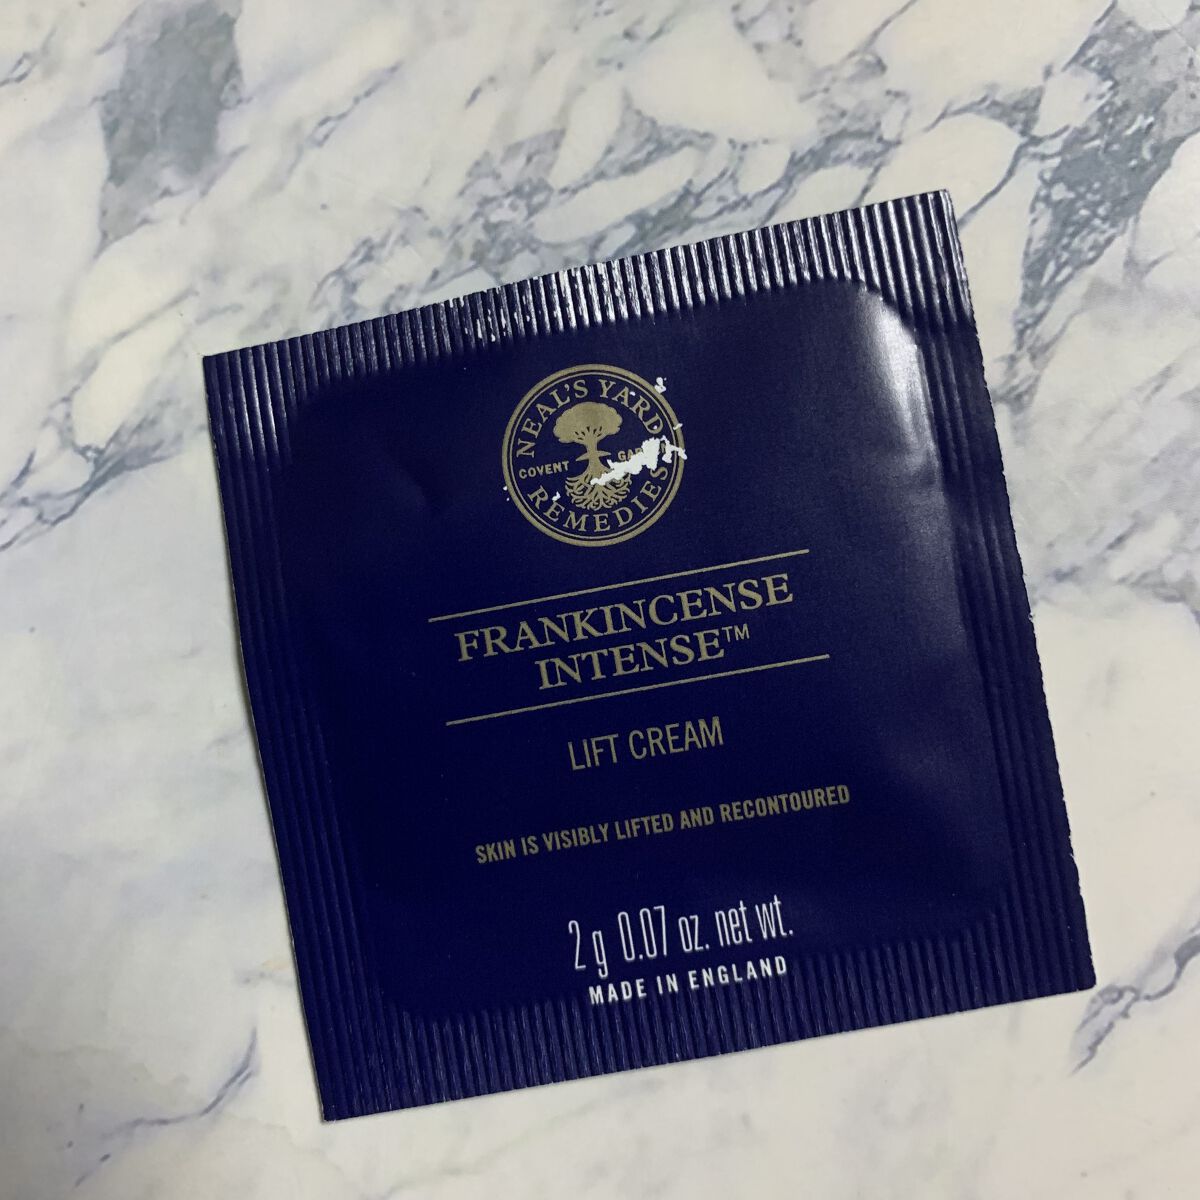 NEAL'S YARD
COVENT
REMEDIES
FRANKINCENSE
INTENSE™
LIFT CREAM
SKIN IS VISIBLY LIFTED AND RECONTOURED
2 g 0.07 oz. net wt.
MADE IN ENGLAND